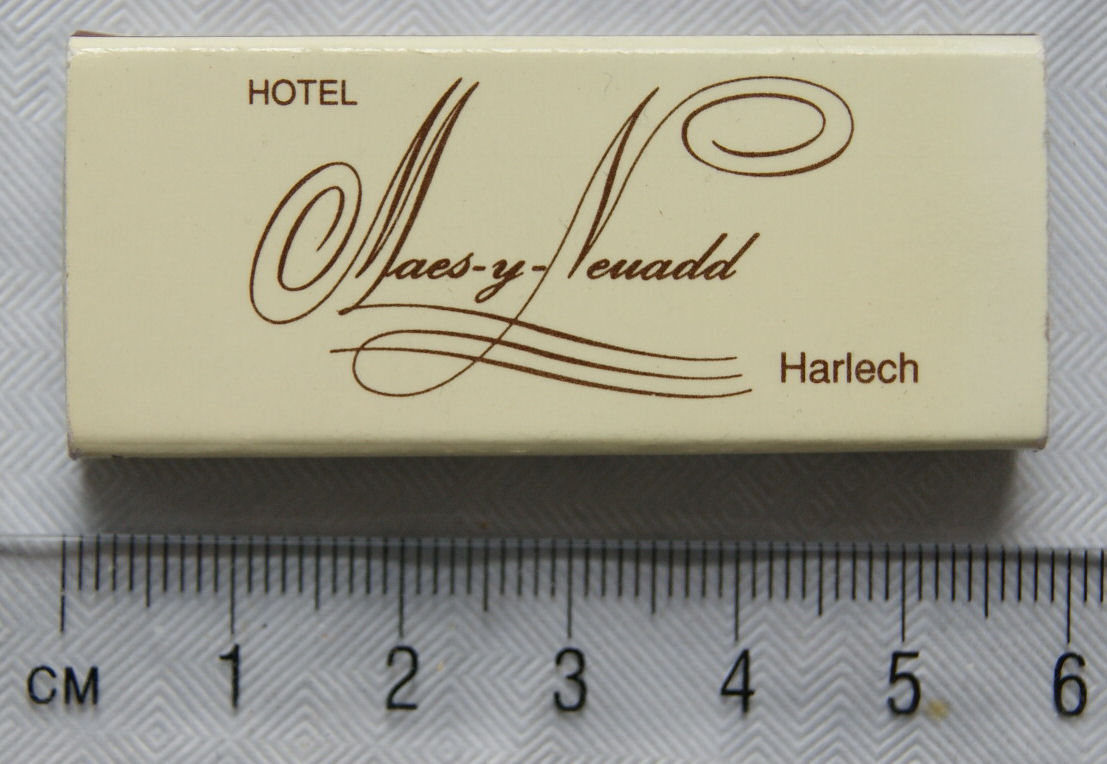 HOTEL
Maes-y-Neuadd
Harlech
CM 1 2 3 4 5 6